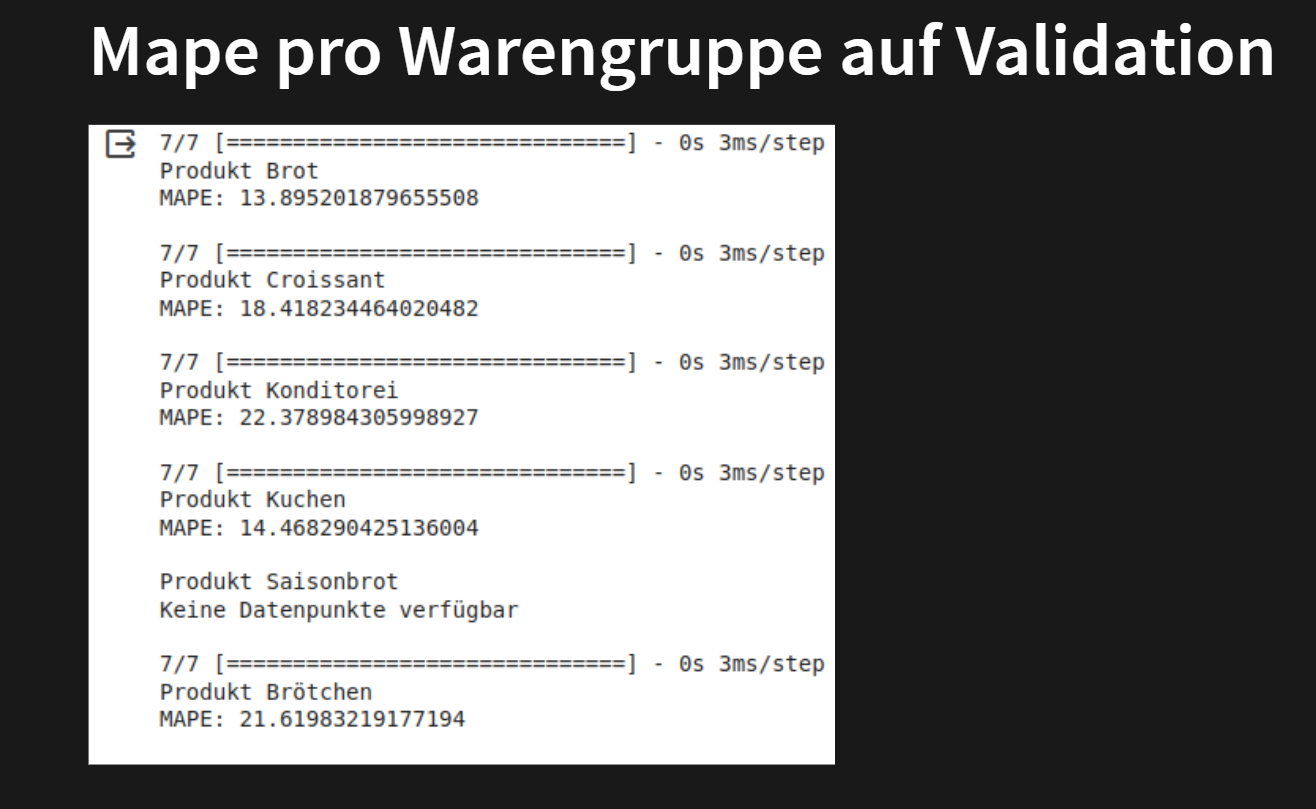 Mape pro Warengruppe auf Validation
7/7 [==============================] - 0s 3ms/step
Produkt Brot
MAPE: 13.895201879655508
7/7 [==============================] - 0s 3ms/step
Produkt Croissant
MAPE: 18.418234464020482
7/7 [==============================] - 0s 3ms/step
Produkt Konditorei
MAPE: 22.378984305998927
7/7 [==============================] - 0s 3ms/step
Produkt Kuchen
MAPE: 14.468290425136004
Produkt Saisonbrot
Keine Datenpunkte verfügbar
7/7 [==============================] - 0s 3ms/step
Produkt Brötchen
MAPE: 21.61983219177194